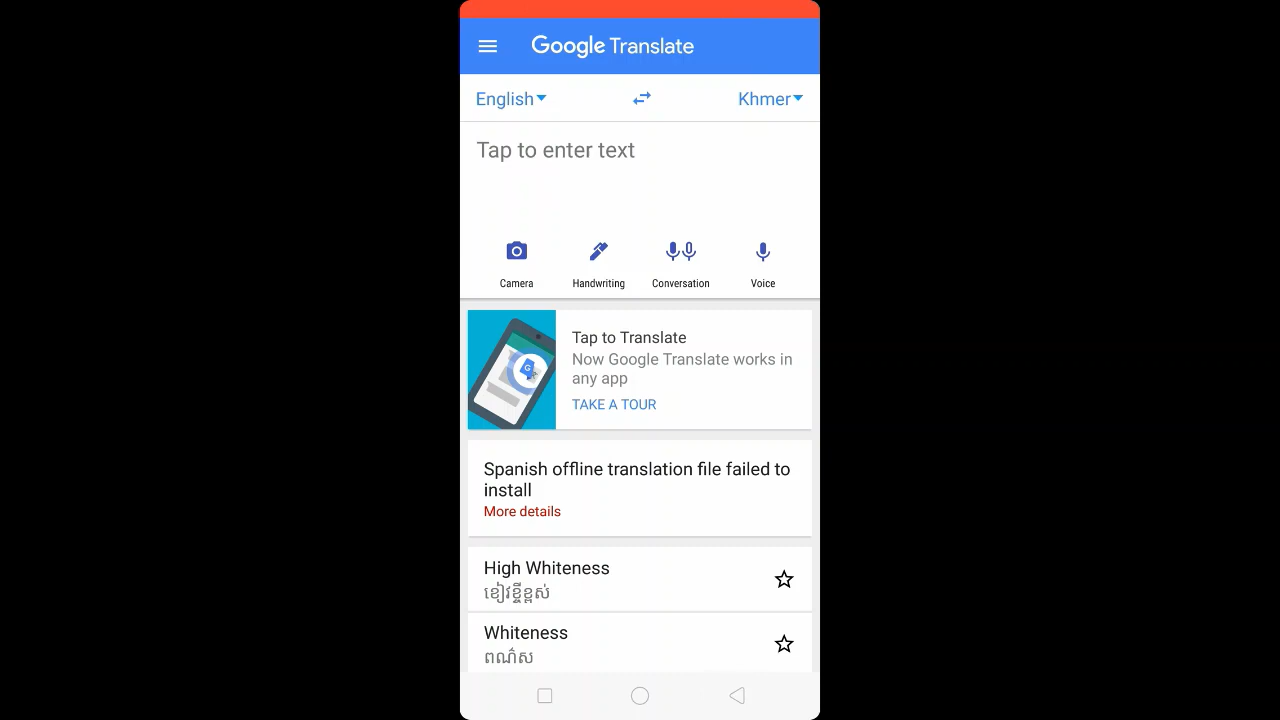 Google Translate
English Khmer
Tap to enter text
Camera Handwriting Conversation Voice
Tap to Translate
Now Google Translate works in
any app
TAKE A TOUR
Spanish offline translation file failed to
install
More details
High Whiteness
ខៀវខ្ចីខ្ពស់
Whiteness
ពណ៌ស